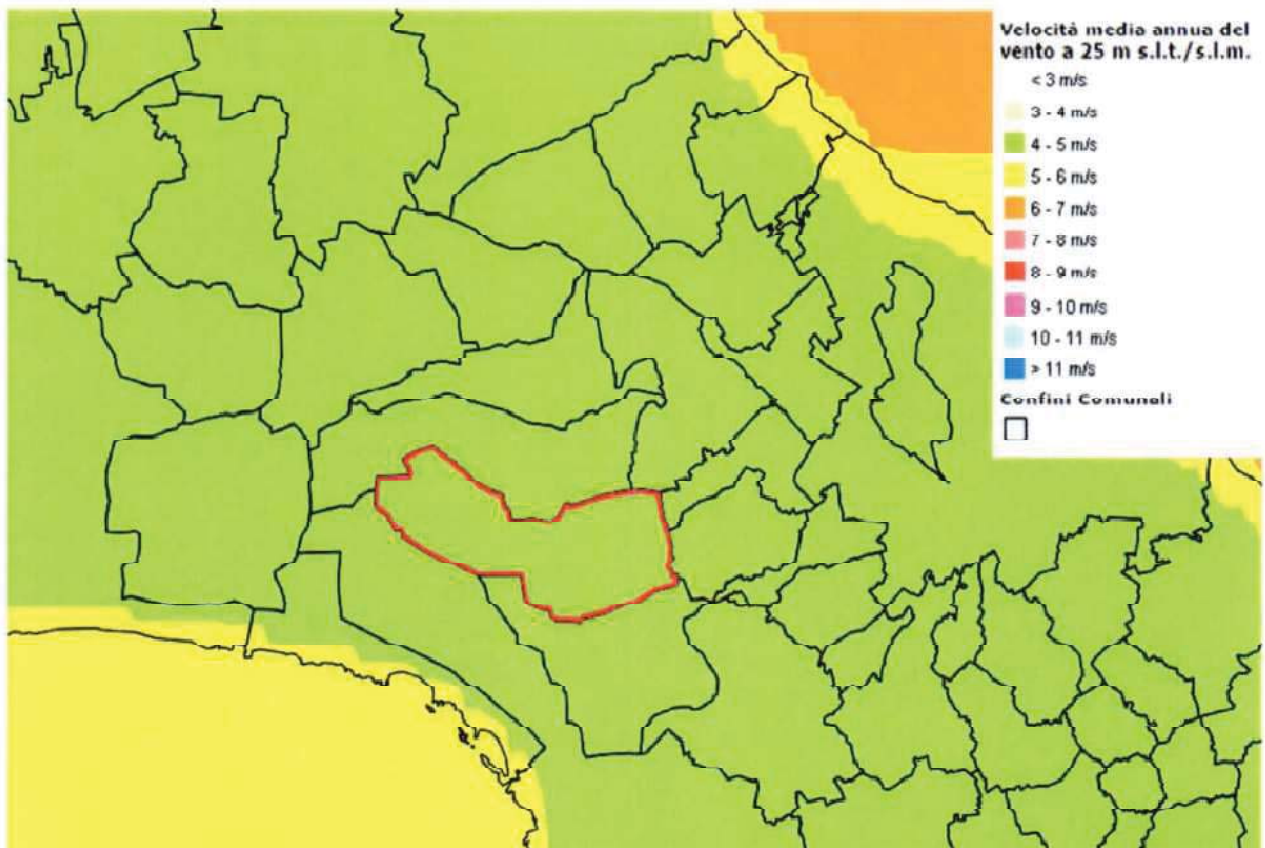 Velocità media annua del
vento a 25 m s.l.t./s.l.m.
< 3 m/s
3 - 4 m/s
4 - 5 m/s
5 - 6 m/s
6 - 7 m/s
7 - 8 m/s
8 - 9 m/s
9 - 10 m/s
10 - 11 m/s
> 11 m/s
Confini Comunali